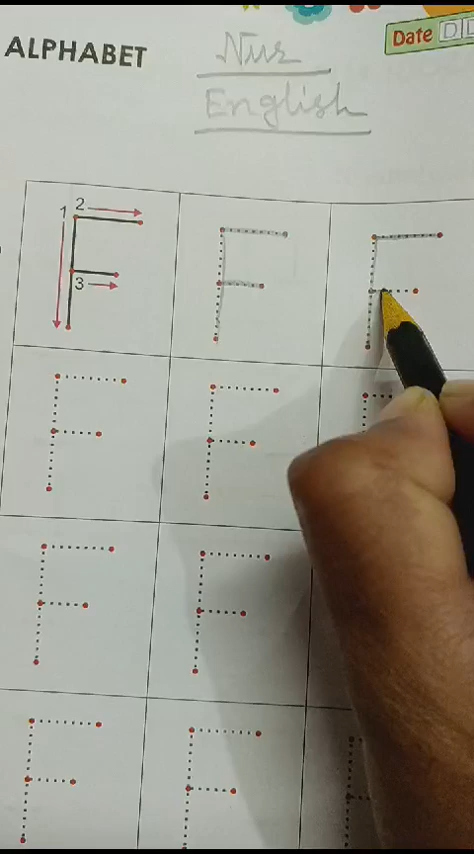 ALPHABET
Nur
English
Date D D
1 2
3
F F F
F F F
F F
F F